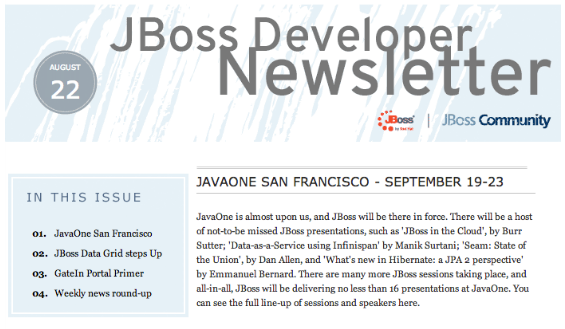 JBoss Developer
Newsletter
AUGUST
22
JBoss
by Red Hat
JBoss Community
IN THIS ISSUE
01. JavaOne San Francisco
02. JBoss Data Grid steps Up
03. GateIn Portal Primer
04. Weekly news round-up
JAVAONE SAN FRANCISCO - SEPTEMBER 19-23
JavaOne is almost upon us, and JBoss will be there in force. There will be a host
of not-to-be missed JBoss presentations, such as 'JBoss in the Cloud', by Burr
Sutter; 'Data-as-a-Service using Infinispan' by Manik Surtani; 'Seam: State of
the Union', by Dan Allen, and 'What's new in Hibernate: a JPA 2 perspective'
by Emmanuel Bernard. There are many more JBoss sessions taking place, and
all-in-all, JBoss will be delivering no less than 16 presentations at JavaOne. You
can see the full line-up of sessions and speakers here.